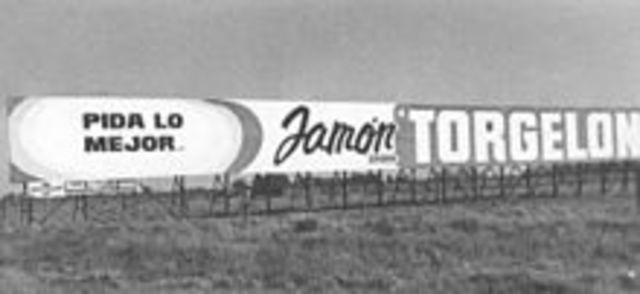 PIDA LO
MEJOR.
Jamón
TORGELON